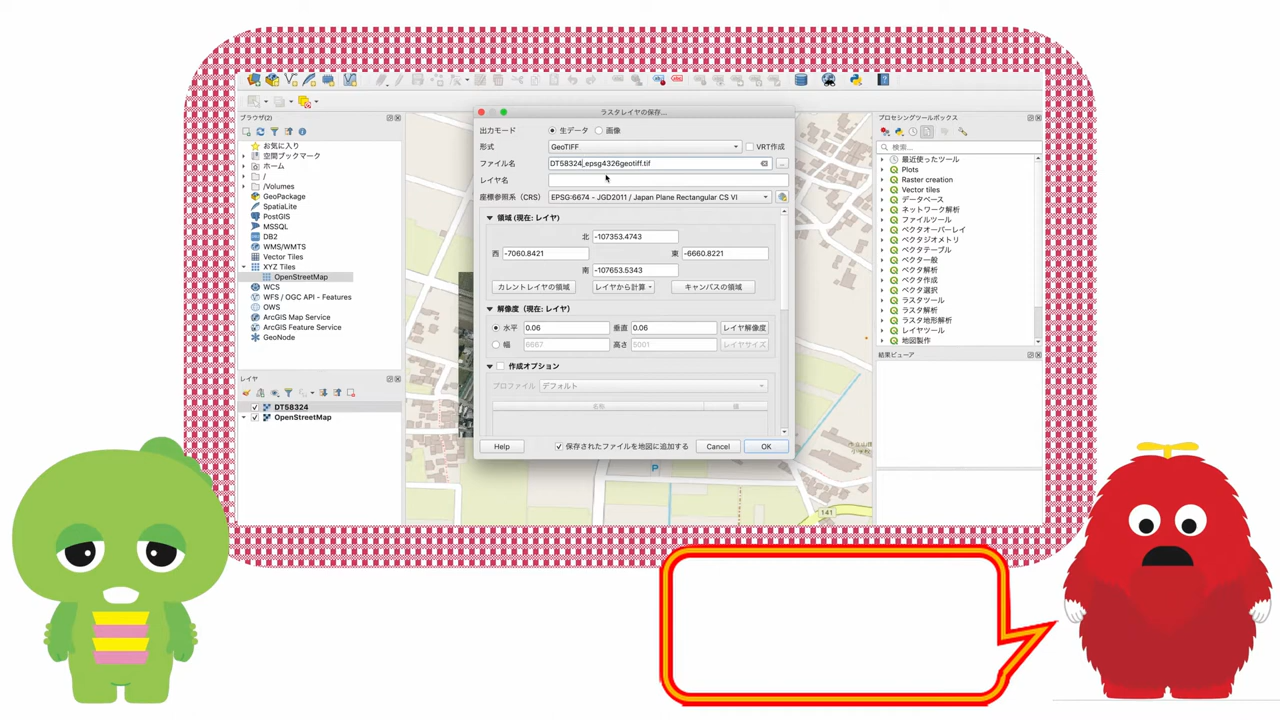 ブラウザ(2)
お気に入り
空間ブックマーク
ホーム
/
/Volumes
GeoPackage
SpatiaLite
PostGIS
MSSQL
DB2
WMS/WMTS
Vector Tiles
XYZ Tiles
OpenStreetMap
WCS
WFS / OGC API - Features
OWS
ArcGIS Map Service
ArcGIS Feature Service
GeoNode
レイヤ
DT58324
OpenStreetMap
ラスタレイヤの保存...
出力モード 生データ 画像
形式 GeoTIFF VRT作成
ファイル名 DT58324_epsg4326geotiff.tif ...
レイヤ名
座標参照系（CRS） EPSG:6674 - JGD2011 / Japan Plane Rectangular CS VI
領域 (現在: レイヤ)
北 -107353.4743
西 -7060.8421 東 -6660.8221
南 -107653.5343
カレントレイヤの領域 レイヤから計算 キャンバスの領域
解像度（現在: レイヤ）
水平 0.06 垂直 0.06 レイヤ解像度
幅 6667 高さ 5001 レイヤサイズ
作成オプション
プロファイル デフォルト
名称 値
Help 保存されたファイルを地図に追加する Cancel OK
P
141
プロセシングツールボックス
検索...
最近使ったツール
Plots
Raster creation
Vector tiles
データベース
ネットワーク解析
ファイルツール
ベクタオーバーレイ
ベクタジオメトリ
ベクタテーブル
ベクタ一般
ベクタ解析
ベクタ作成
ベクタ選択
ラスタツール
ラスタ解析
ラスタ地形解析
レイヤツール
地図製作
結果ビューア